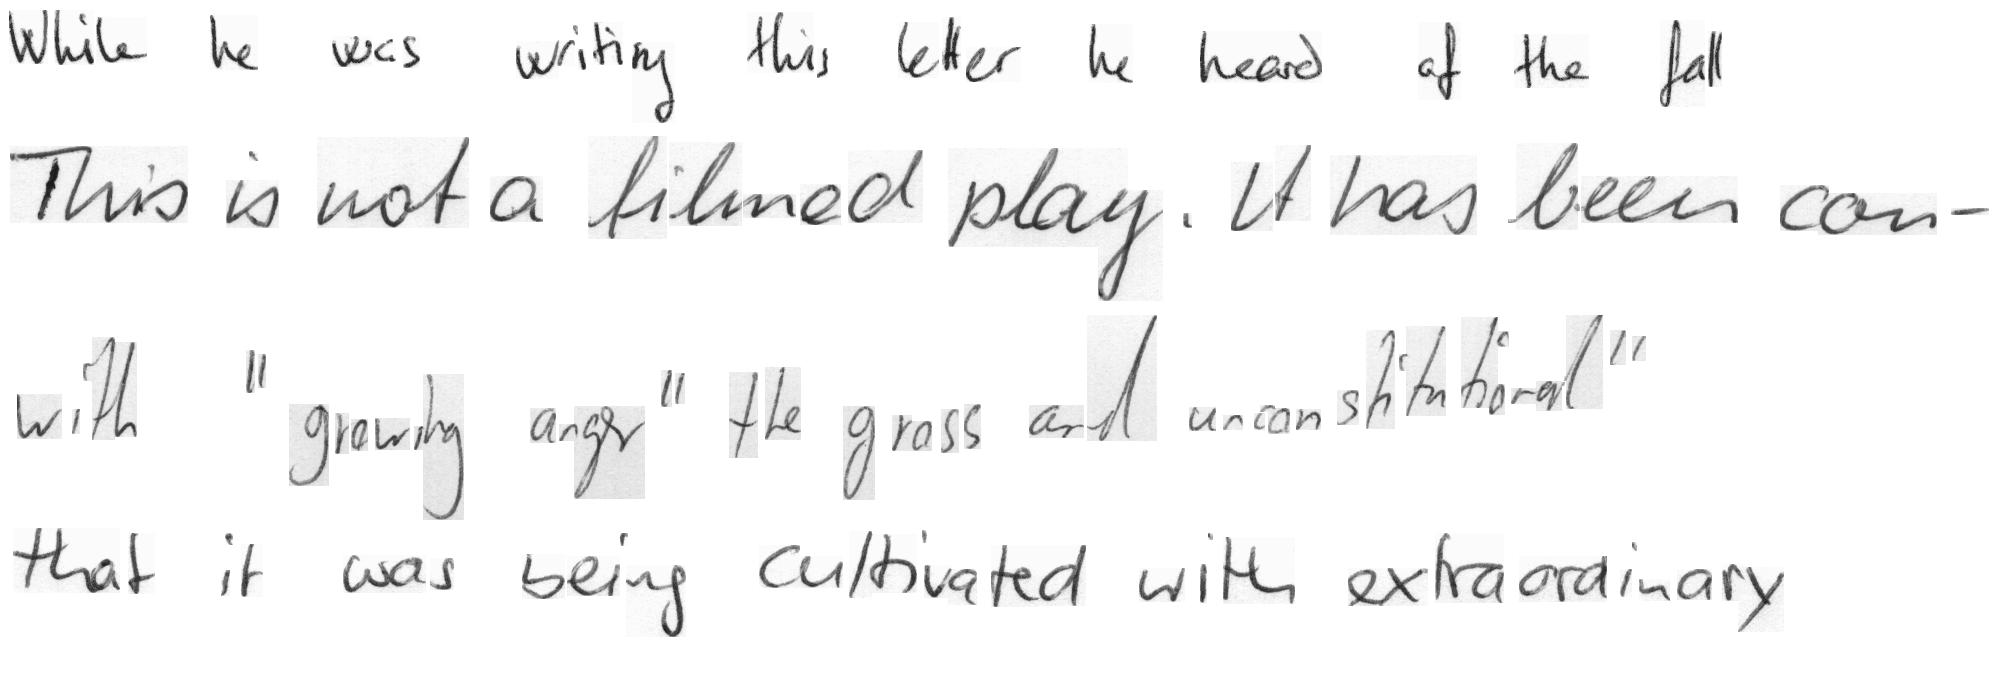 While he was writing this letter he heard of the fall
This is not a filmed play. It has been con-
with "growing anger" the gross and unconstitutional"
that it was being cultivated with extraordinary